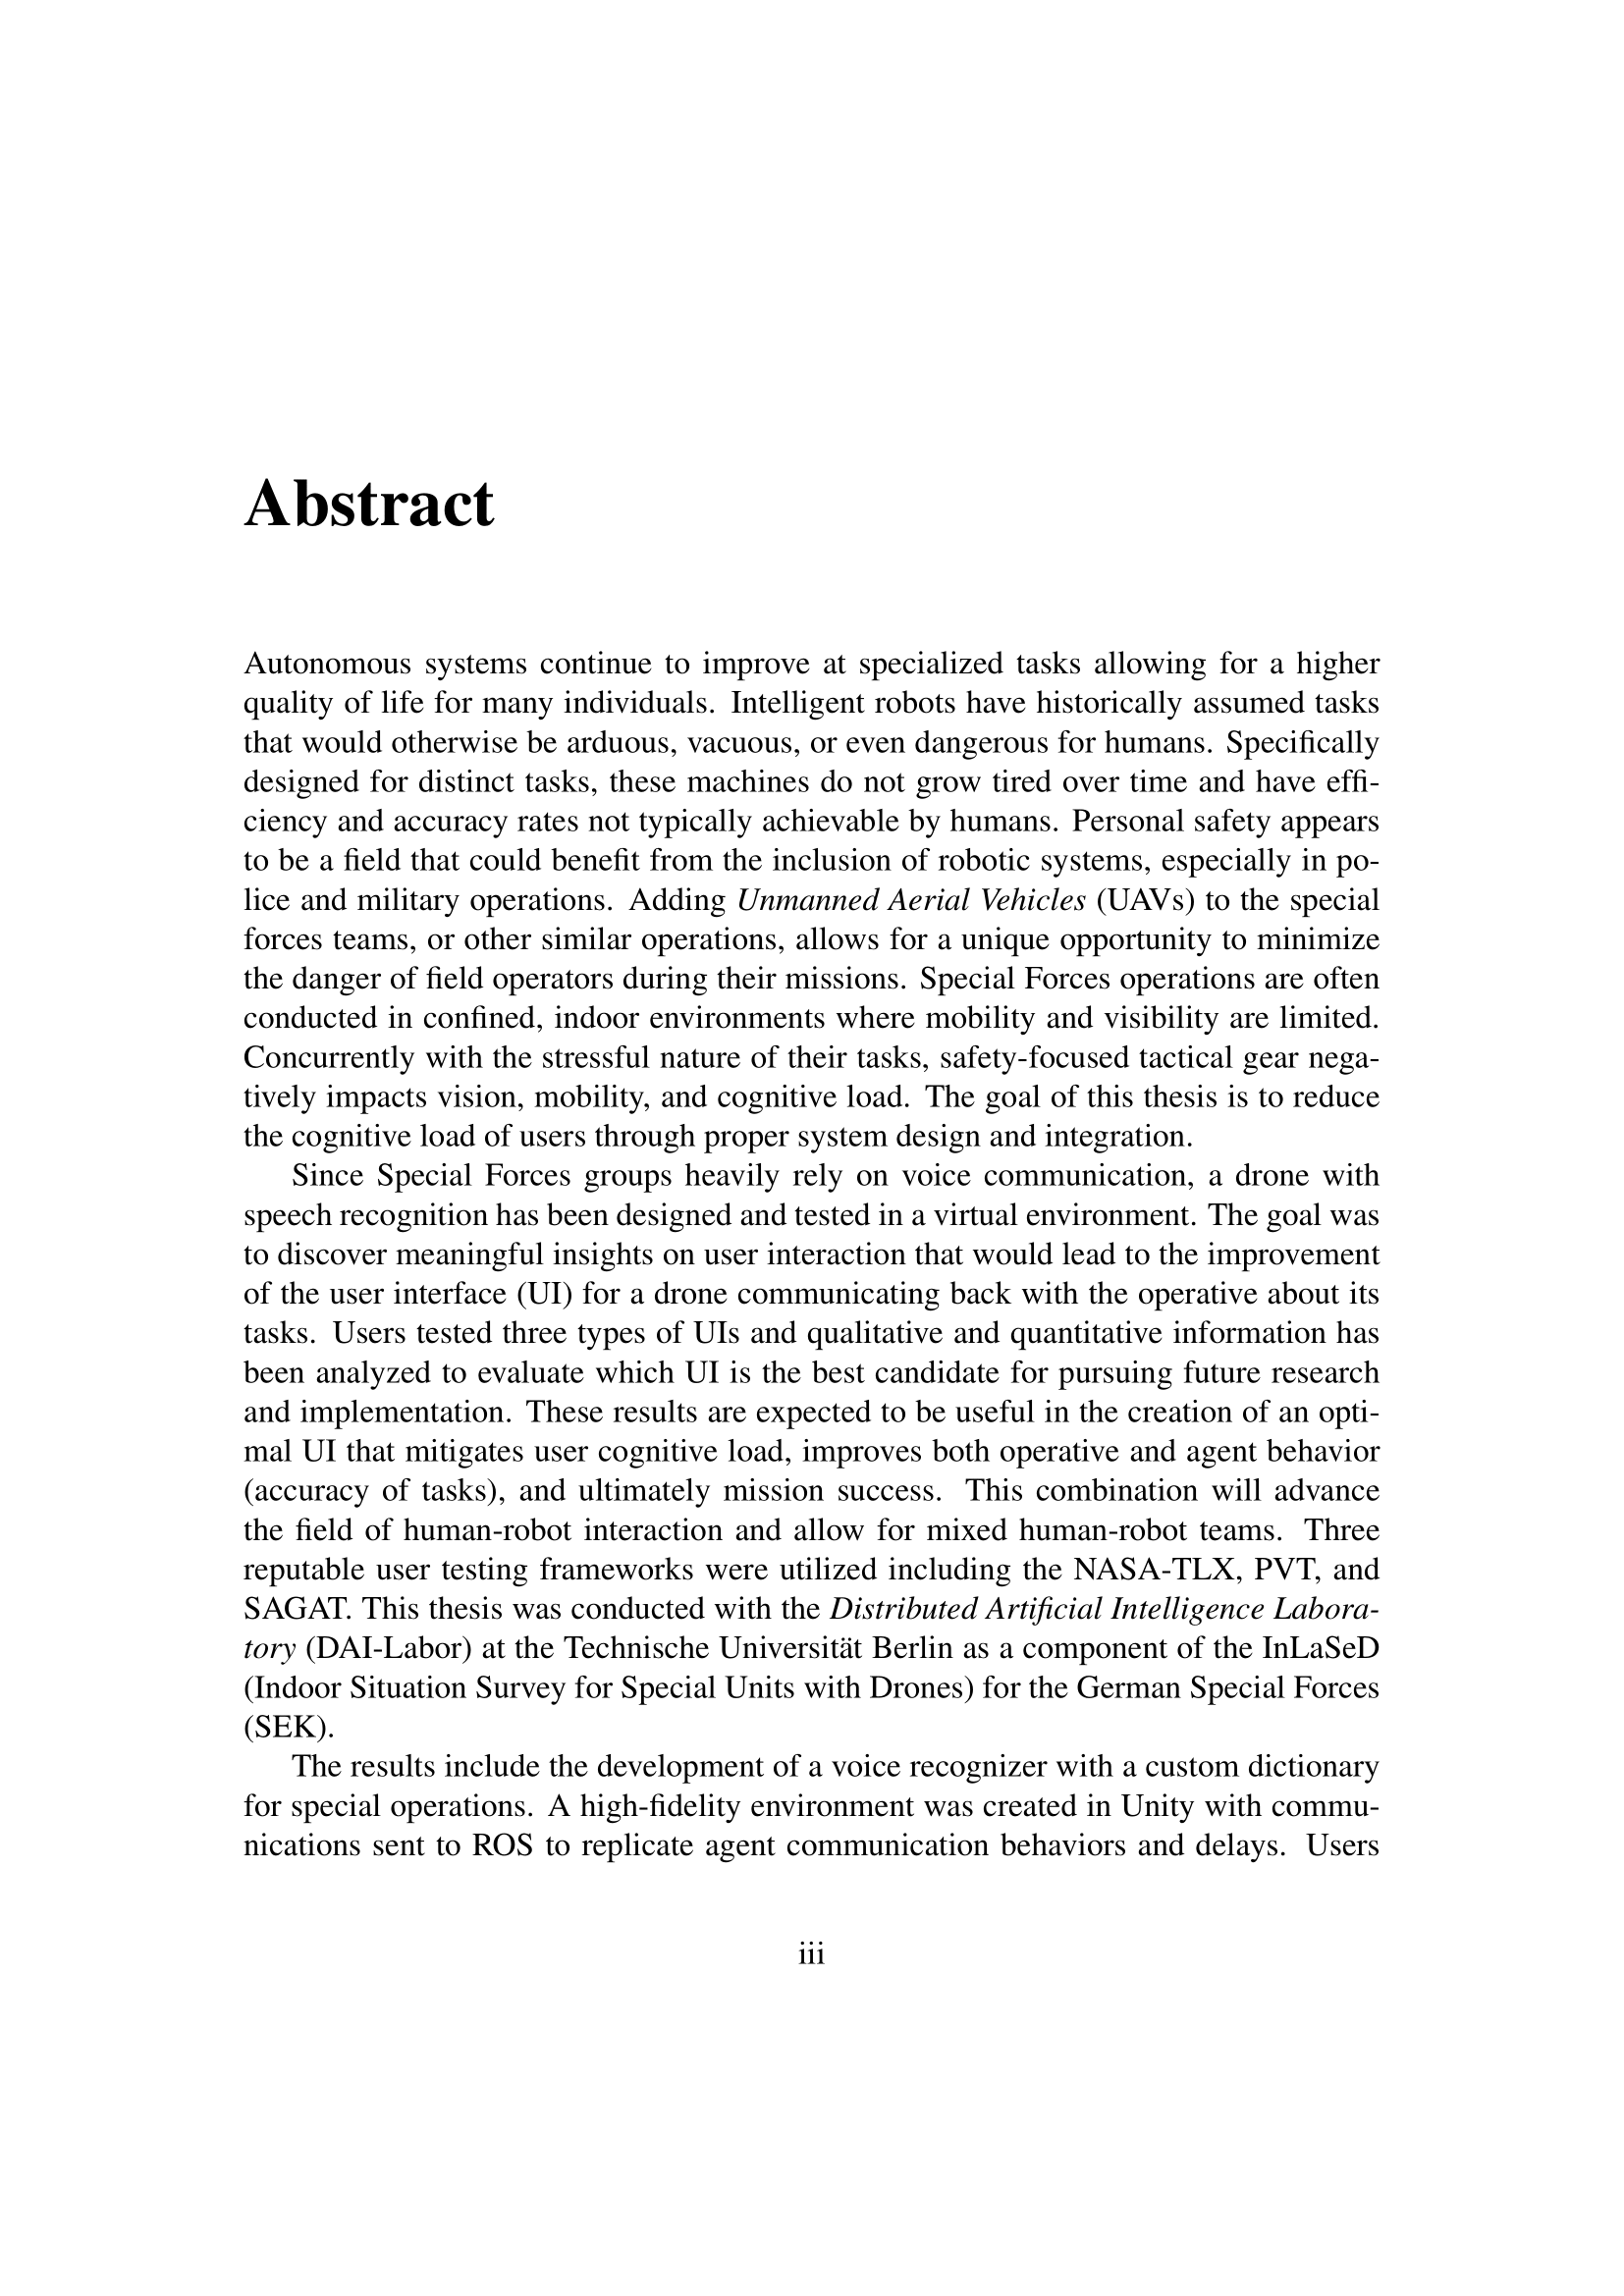 Abstract
Autonomous systems continue to improve at specialized tasks allowing for a higher
quality of life for many individuals. Intelligent robots have historically assumed tasks
that would otherwise be arduous, vacuous, or even dangerous for humans. Specifically
designed for distinct tasks, these machines do not grow tired over time and have effi-
ciency and accuracy rates not typically achievable by humans. Personal safety appears
to be a field that could benefit from the inclusion of robotic systems, especially in po-
lice and military operations. Adding Unmanned Aerial Vehicles (UAVs) to the special
forces teams, or other similar operations, allows for a unique opportunity to minimize
the danger of field operators during their missions. Special Forces operations are often
conducted in confined, indoor environments where mobility and visibility are limited.
Concurrently with the stressful nature of their tasks, safety-focused tactical gear nega-
tively impacts vision, mobility, and cognitive load. The goal of this thesis is to reduce
the cognitive load of users through proper system design and integration.
Since Special Forces groups heavily rely on voice communication, a drone with
speech recognition has been designed and tested in a virtual environment. The goal was
to discover meaningful insights on user interaction that would lead to the improvement
of the user interface (UI) for a drone communicating back with the operative about its
tasks. Users tested three types of UIs and qualitative and quantitative information has
been analyzed to evaluate which UI is the best candidate for pursuing future research
and implementation. These results are expected to be useful in the creation of an opti-
mal UI that mitigates user cognitive load, improves both operative and agent behavior
(accuracy of tasks), and ultimately mission success. This combination will advance
the field of human-robot interaction and allow for mixed human-robot teams. Three
reputable user testing frameworks were utilized including the NASA-TLX, PVT, and
SAGAT. This thesis was conducted with the Distributed Artificial Intelligence Labora-
tory (DAI-Labor) at the Technische Universität Berlin as a component of the InLaSeD
(Indoor Situation Survey for Special Units with Drones) for the German Special Forces
(SEK).
The results include the development of a voice recognizer with a custom dictionary
for special operations. A high-fidelity environment was created in Unity with commu-
nications sent to ROS to replicate agent communication behaviors and delays. Users
iii